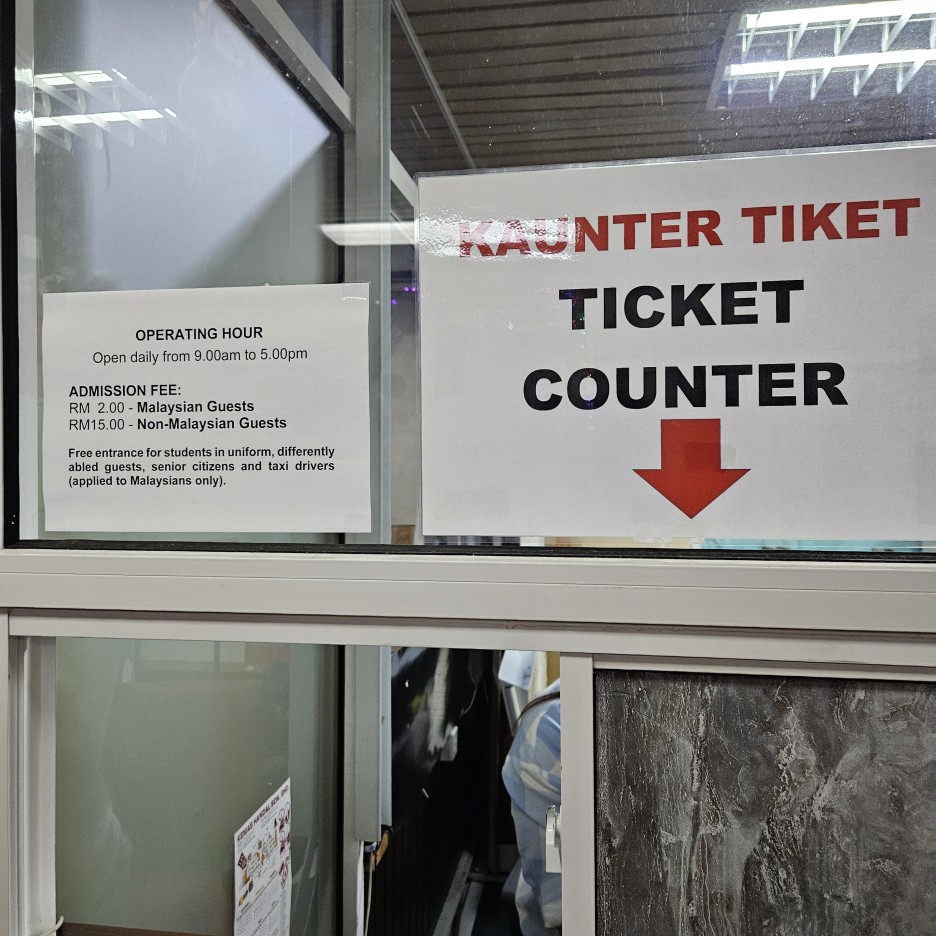 OPERATING HOUR
Open daily from 9.00am to 5.00pm
ADMISSION FEE:
RM 2.00 - Malaysian Guests
RM15.00 - Non-Malaysian Guests
Free entrance for students in uniform, differently
abled guests, senior citizens and taxi drivers
(applied to Malaysians only).
KAUNTER TIKET
TICKET
COUNTER